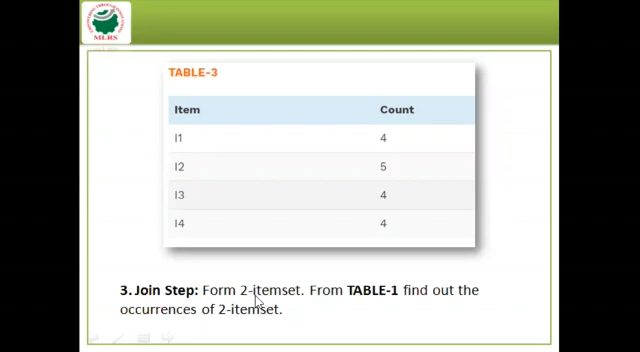 MLRS
TABLE-3
Item Count
I1 4
I2 5
I3 4
I4 4
3. Join Step: Form 2-itemset. From TABLE-1 find out the
occurrences of 2-itemset.